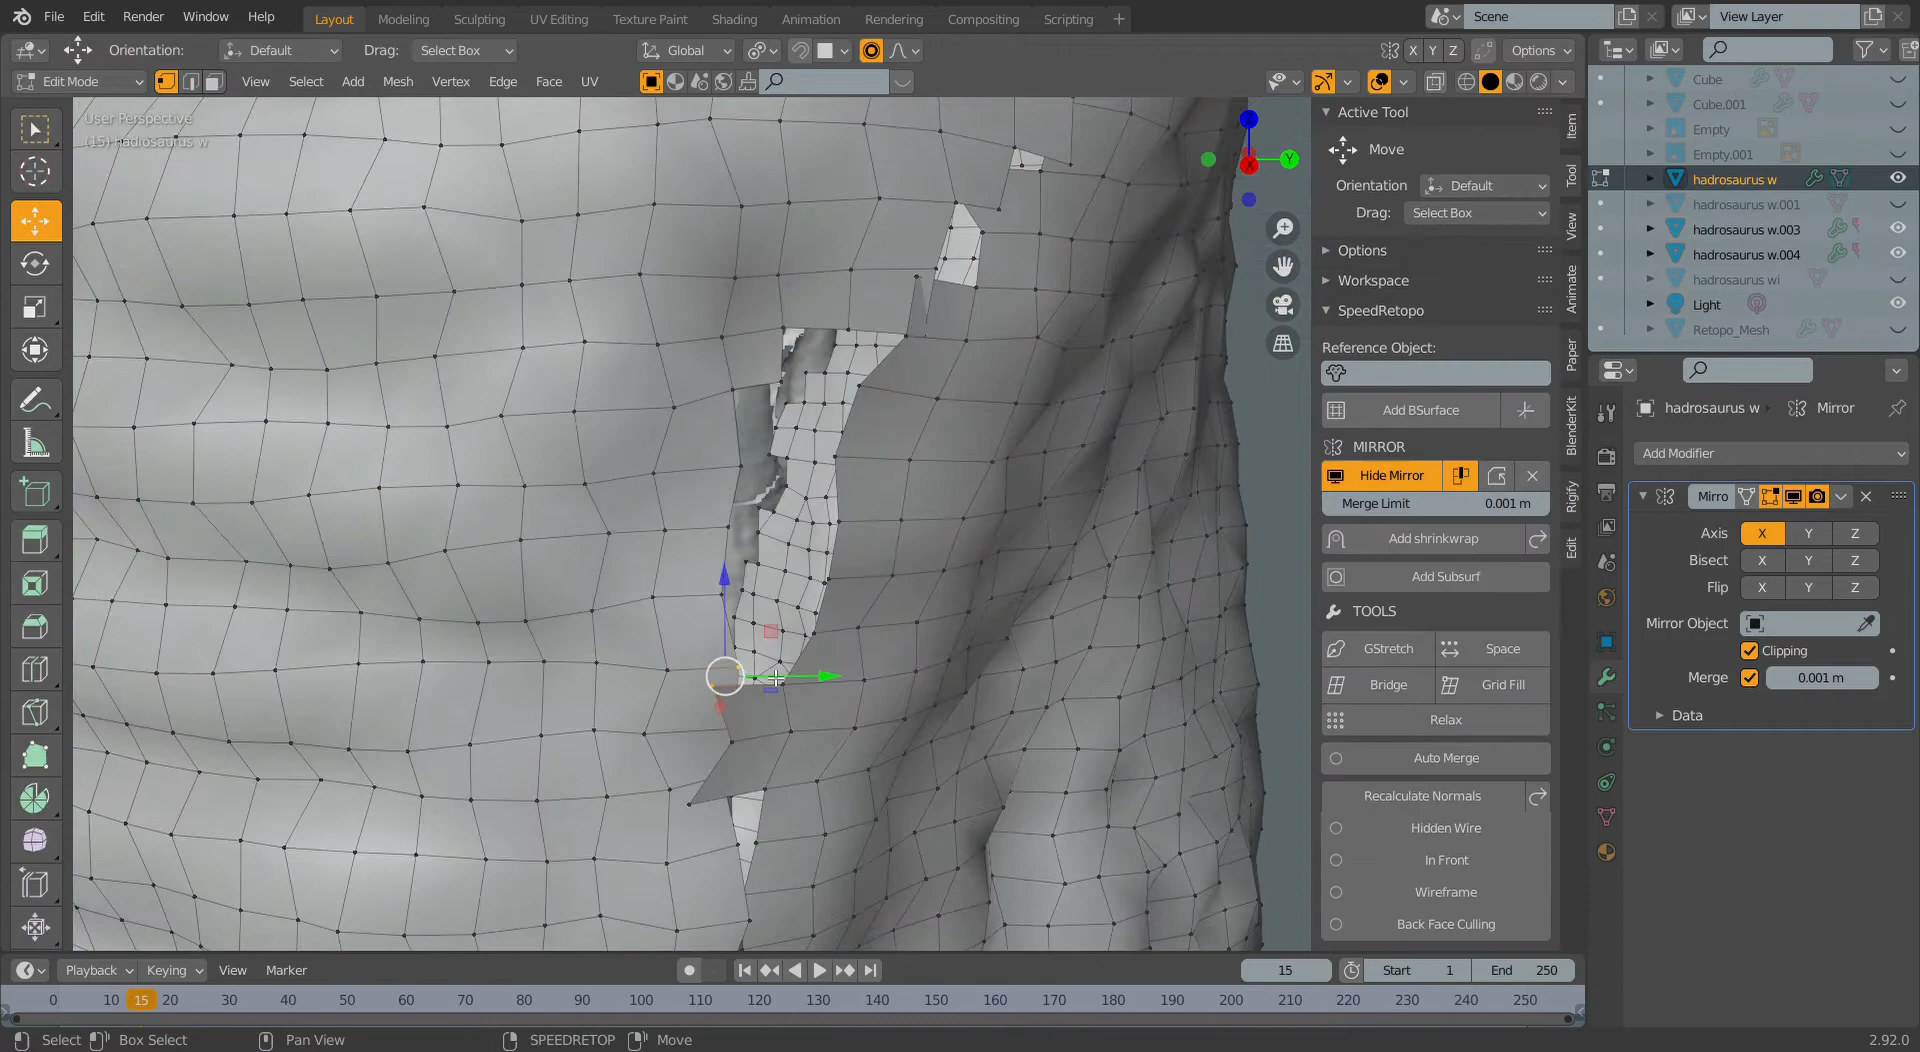 File Edit Render Window Help Layout Modeling Sculpting UV Editing Texture Paint Shading Animation Rendering Compositing Scripting + Scene View Layer
Orientation: Default Drag: Select Box Global X Y Z Options
Edit Mode View Select Add Mesh Vertex Edge Face UV
User Perspective
(15) hadrosaurus w
Z
Y
X
Active Tool
Move
Orientation Default
Drag: Select Box
Options
Workspace
SpeedRetopo
Reference Object:
Add BSurface
MIRROR
Hide Mirror
Merge Limit 0.001 m
Add shrinkwrap
Add Subsurf
TOOLS
GStretch Space
Bridge Grid Fill
Relax
Auto Merge
Recalculate Normals
Hidden Wire
In Front
Wireframe
Back Face Culling
Item
Tool
View
Animate
Paper
BlenderKit
Rigify
Edit
Cube
Cube.001
Empty
Empty.001
hadrosaurus w
hadrosaurus w.001
hadrosaurus w.003
hadrosaurus w.004
hadrosaurus wi
Light
Retopo_Mesh
hadrosaurus w Mirror
Add Modifier
Mirro
Axis X Y Z
Bisect X Y Z
Flip X Y Z
Mirror Object
Clipping
Merge 0.001 m
Data
Playback Keying View Marker 15 Start 1 End 250
0 10 15 20 30 40 50 60 70 80 90 100 110 120 130 140 150 160 170 180 190 200 210 220 230 240 250
Select Box Select Pan View SPEEDRETOP Move 2.92.0